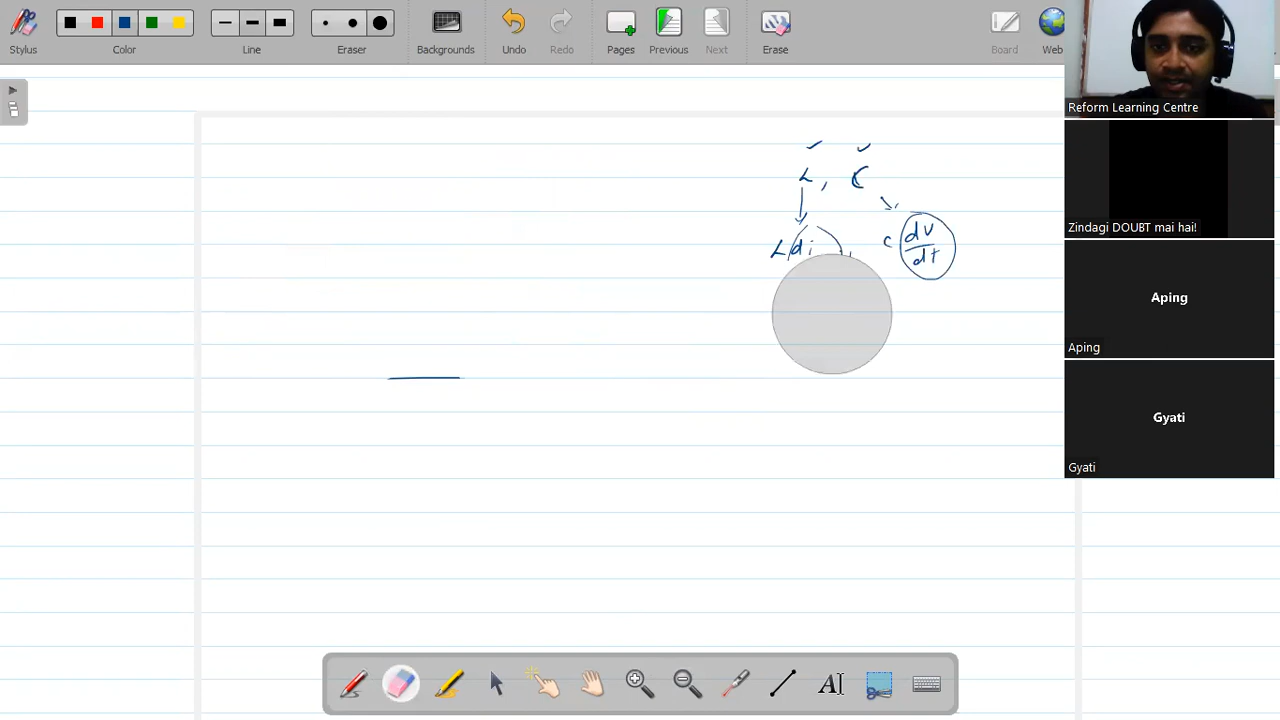 Stylus Color Line Eraser Backgrounds Undo Redo Pages Previous Next Erase Board Web
Reform Learning Centre
L, C
Zindagi DOUBT mai hai!
L di
C dv
dt
Aping
Aping
Gyati
Gyati